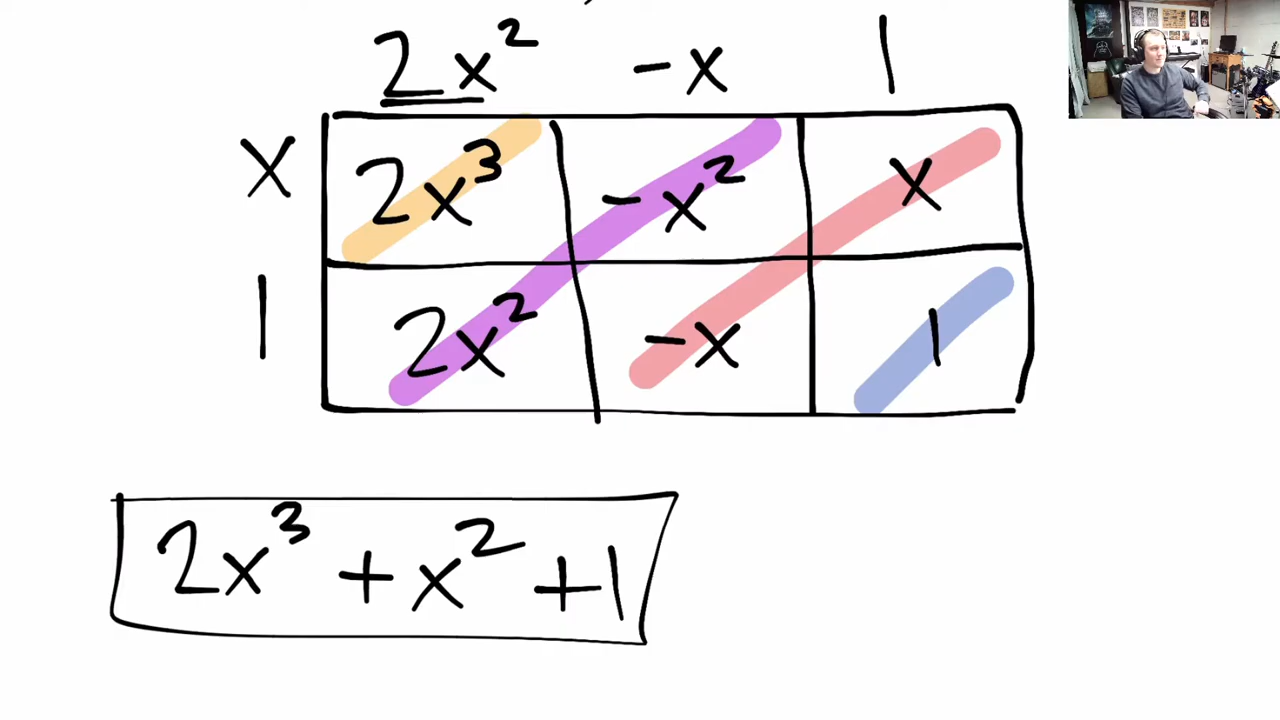 2x² -x 1
x 2x³ -x² x
1 2x² -x 1
2x³ + x² + 1